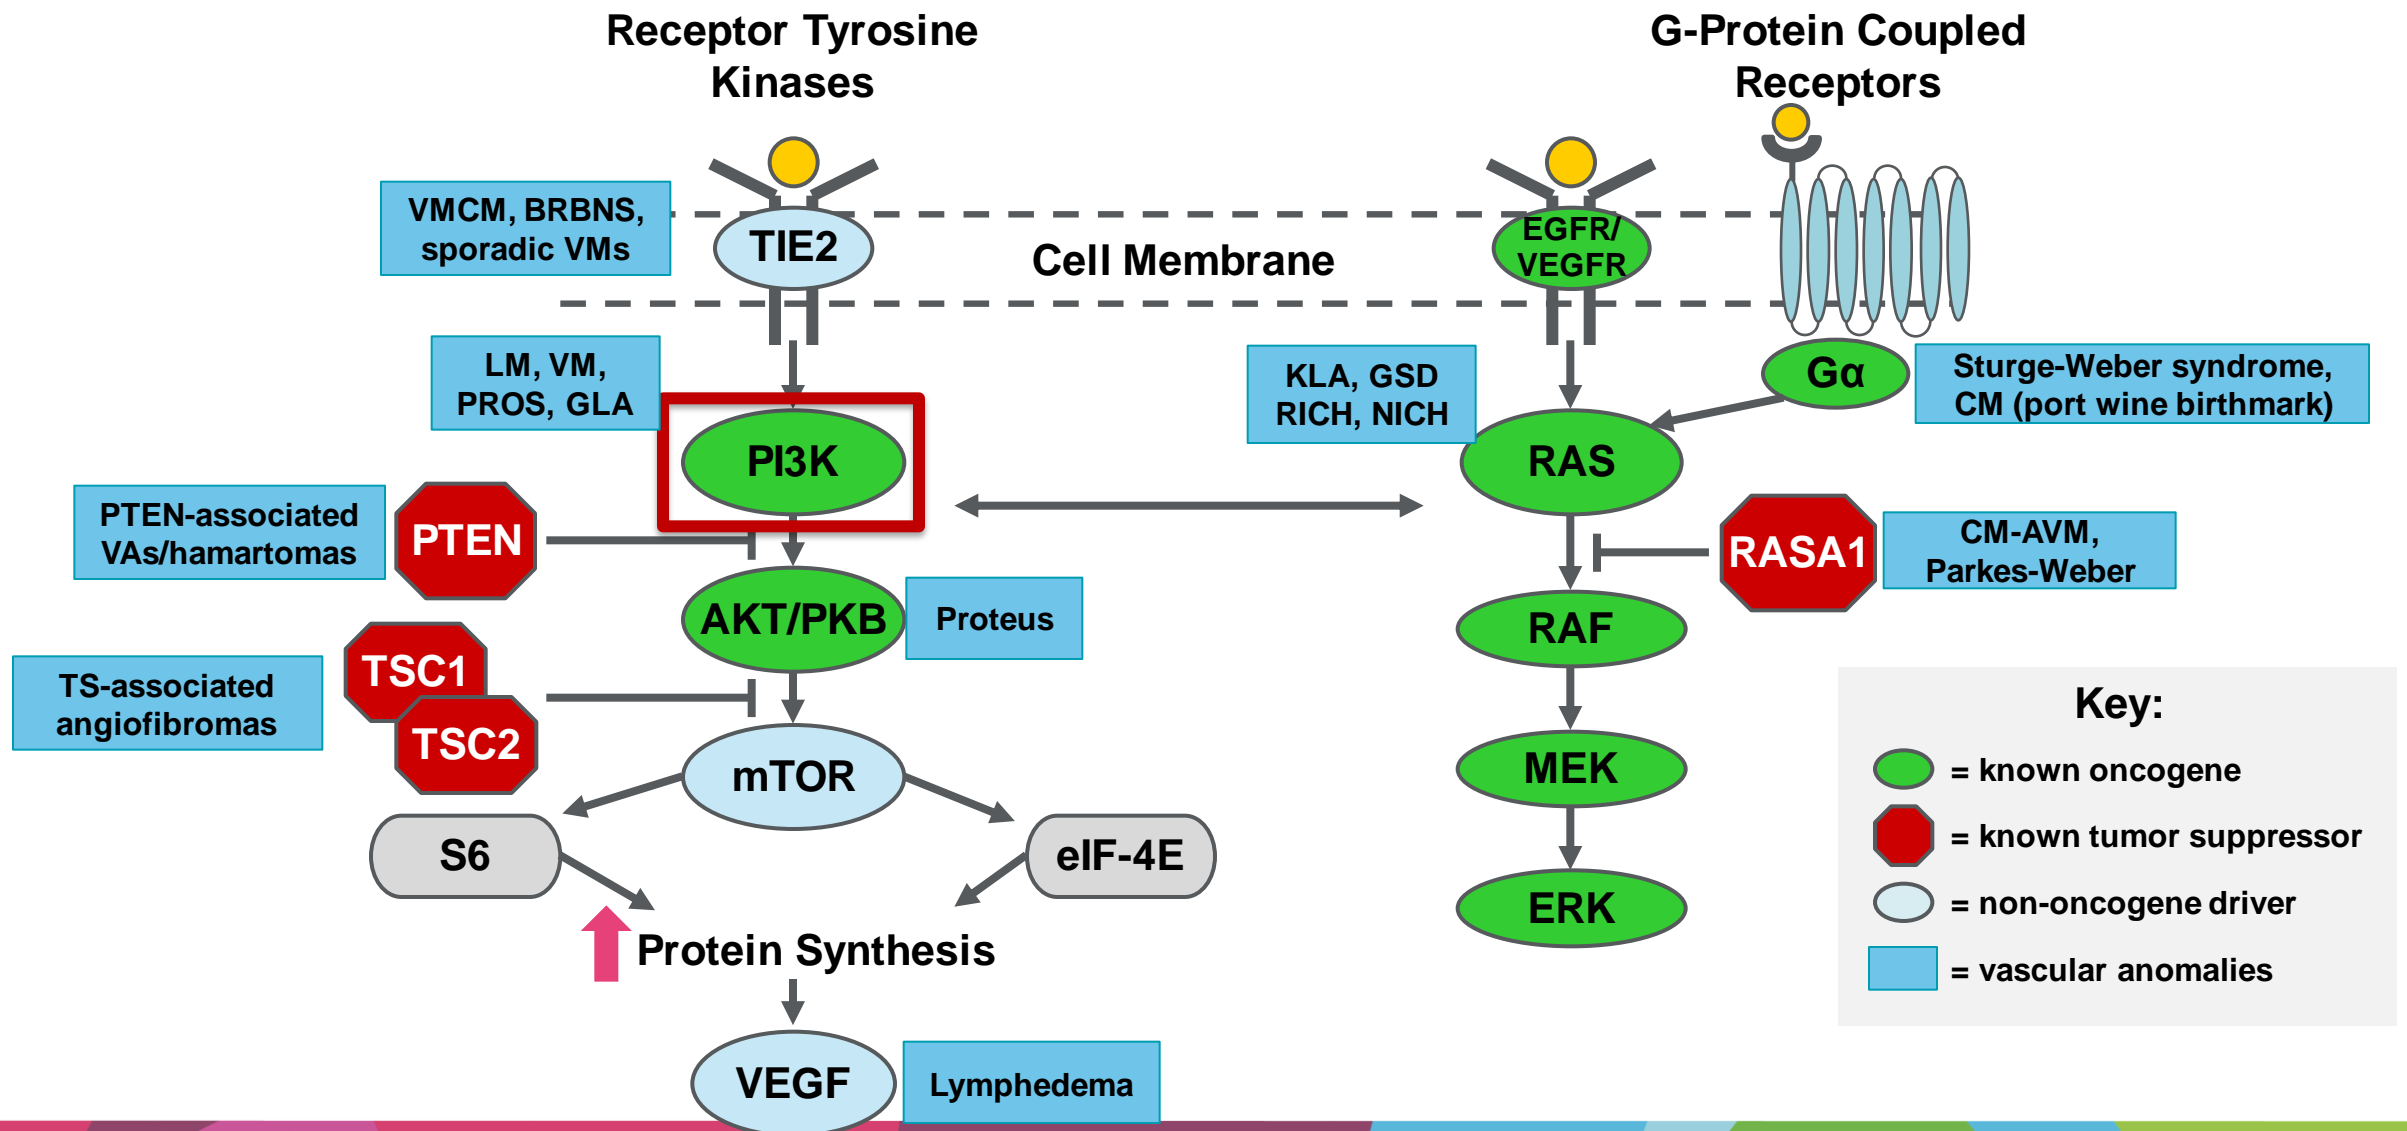 Receptor Tyrosine
Kinases
G-Protein Coupled
Receptors
VMCM, BRBNS,
sporadic VMs
TIE2
Cell Membrane
EGFR/
VEGFR
LM, VM,
PROS, GLA
KLA, GSD
RICH, NICH
Gα
Sturge-Weber syndrome,
CM (port wine birthmark)
PI3K
RAS
PTEN-associated
VAs/hamartomas
PTEN
RASA1
CM-AVM,
Parkes-Weber
AKT/PKB
Proteus
RAF
TS-associated
angiofibromas
TSC1
TSC2
mTOR
MEK
S6
eIF-4E
ERK
Protein Synthesis
VEGF
Lymphedema
Key:
= known oncogene
= known tumor suppressor
= non-oncogene driver
= vascular anomalies